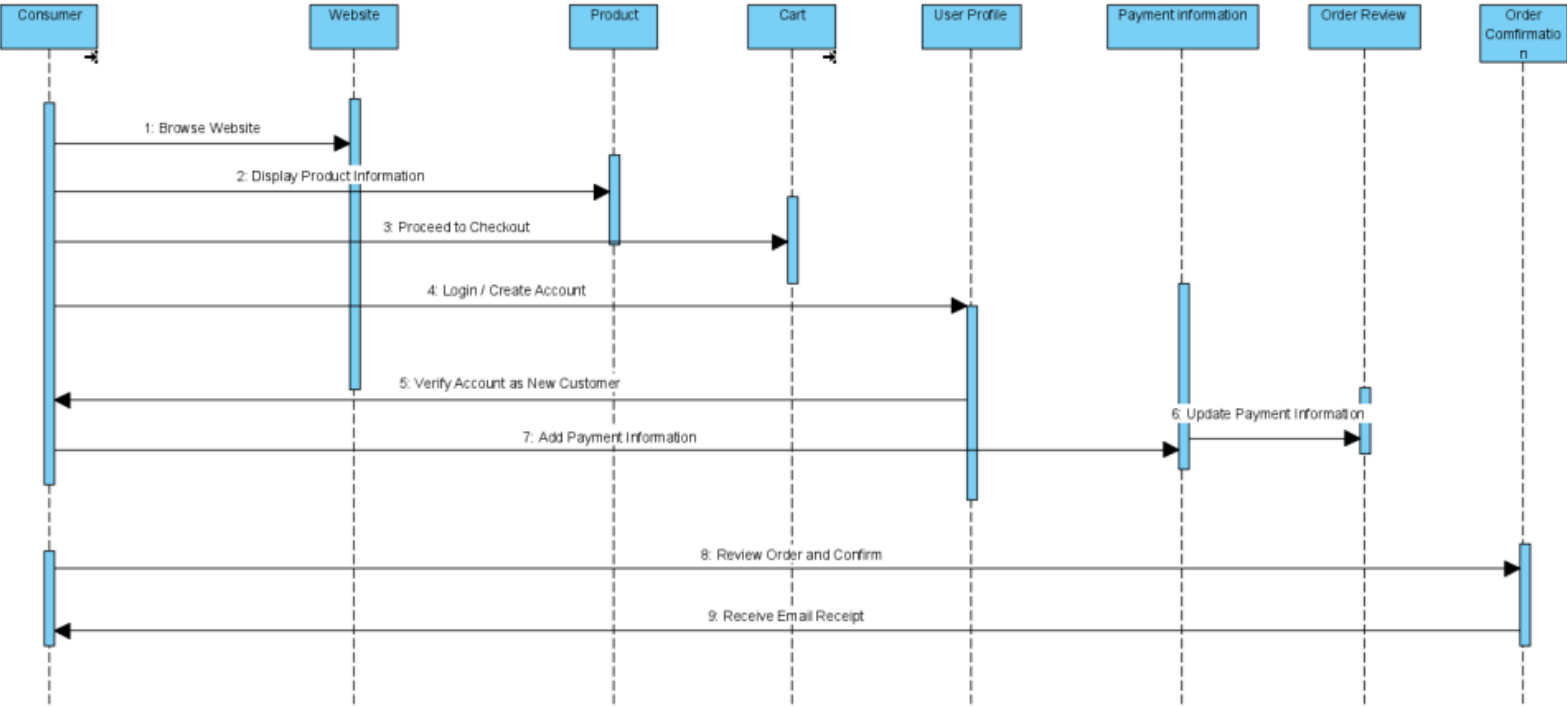 Consumer
Website
Product
Cart
User Profile
Payment information
Order Review
Order
Comfirmatio
n
1: Browse Website
2: Display Product Information
3: Proceed to Checkout
4: Login / Create Account
5: Verify Account as New Customer
6: Update Payment Information
7: Add Payment Information
8: Review Order and Confirm
9: Receive Email Receipt